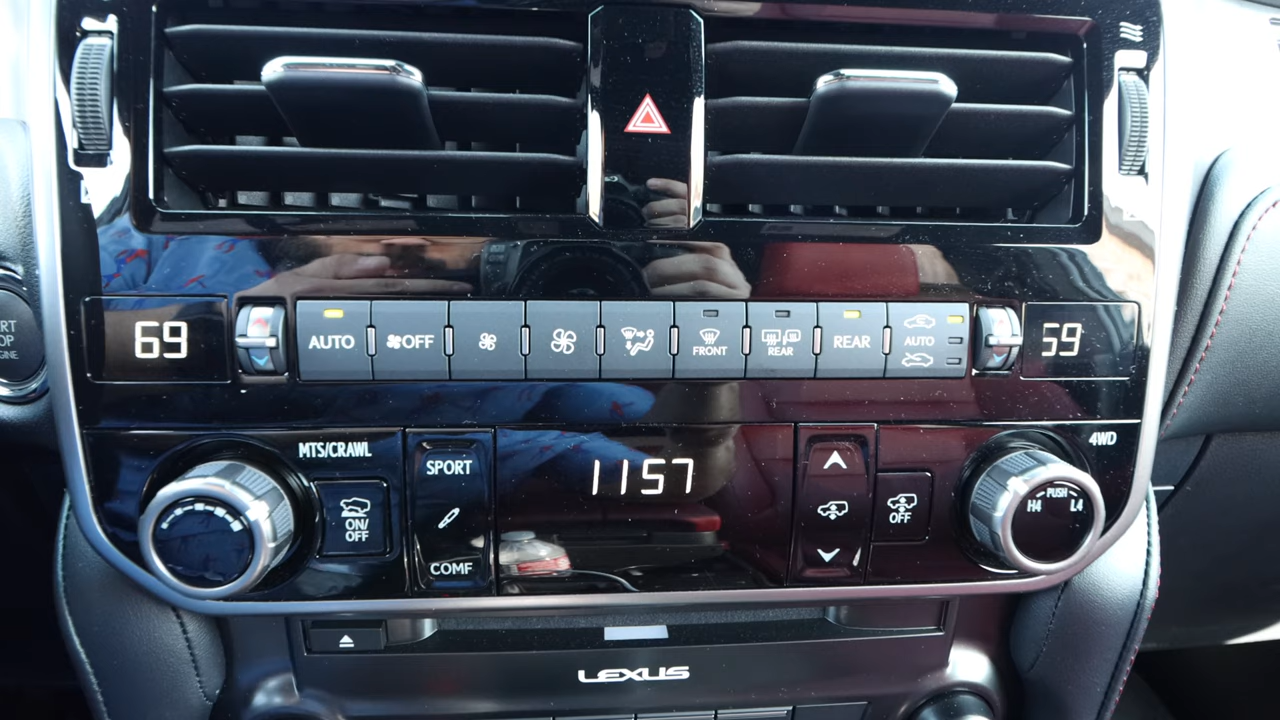 69
AUTO
OFF
FRONT
REAR
REAR
AUTO
59
MTS/CRAWL
4WD
SPORT
1157
ON/
OFF
COMF
OFF
PUSH
H4 L4
LEXUS